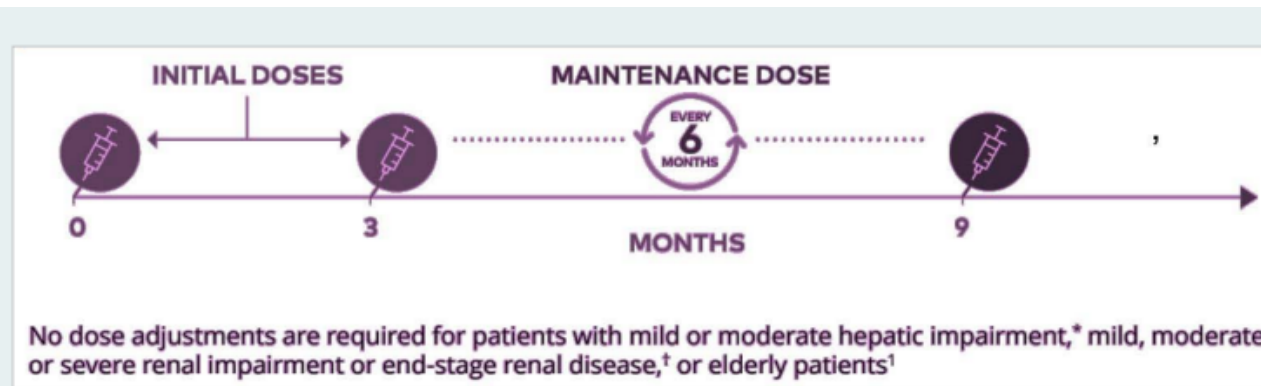 INITIAL DOSES
MAINTENANCE DOSE
EVERY
6
MONTHS
,
0
3
9
MONTHS
No dose adjustments are required for patients with mild or moderate hepatic impairment,* mild, moderate
or severe renal impairment or end-stage renal disease,† or elderly patients¹